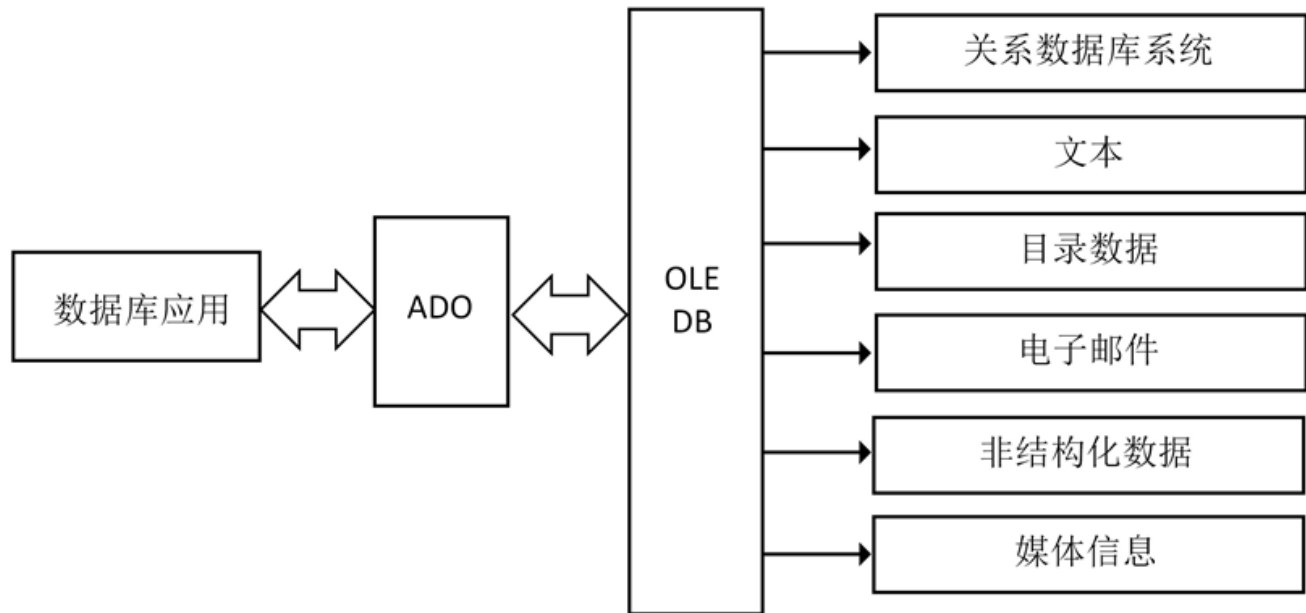 数据库应用
ADO
OLE
DB
关系数据库系统
文本
目录数据
电子邮件
非结构化数据
媒体信息